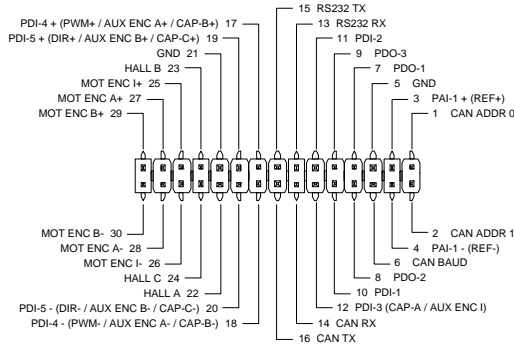 15 RS232 TX
PDI-4 + (PWM+ / AUX ENC A+ / CAP-B+) 17
13 RS232 RX
PDI-5 + (DIR+ / AUX ENC B+ / CAP-C+) 19
11 PDI-2
GND 21
9 PDO-3
HALL B 23
7 PDO-1
MOT ENC I+ 25
5 GND
MOT ENC A+ 27
3 PAI-1 + (REF+)
MOT ENC B+ 29
1 CAN ADDR 0
MOT ENC B- 30
2 CAN ADDR 1
MOT ENC A- 28
4 PAI-1 - (REF-)
MOT ENC I- 26
6 CAN BAUD
HALL C 24
8 PDO-2
HALL A 22
10 PDI-1
PDI-5 - (DIR- / AUX ENC B- / CAP-C-) 20
12 PDI-3 (CAP-A / AUX ENC I)
PDI-4 - (PWM- / AUX ENC A- / CAP-B-) 18
14 CAN RX
16 CAN TX